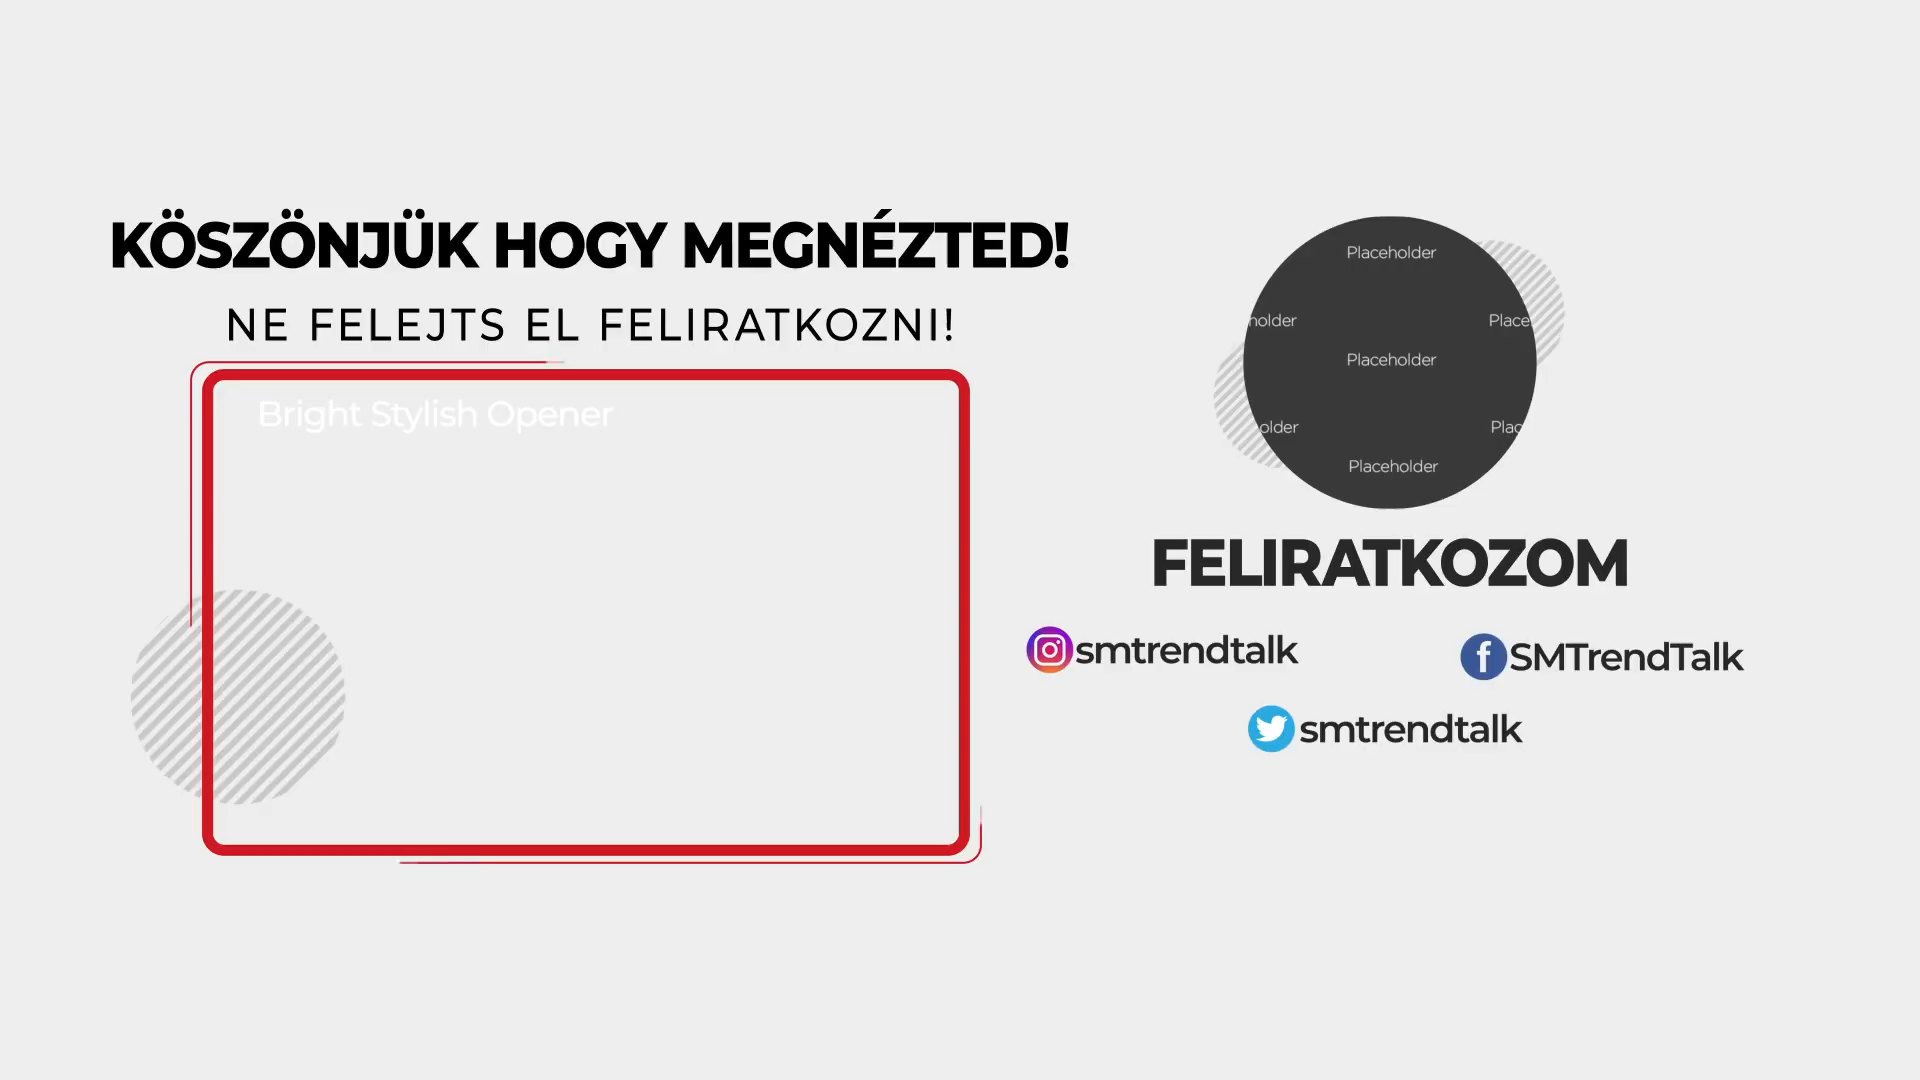 KÖSZÖNJÜK HOGY MEGNÉZTED!
NE FELEJTS EL FELIRATKOZNI!
Bright Stylish Opener
Placeholder
holder
Place
Placeholder
older
Plac
Placeholder
FELIRATKOZOM
smtrendtalk
SMTrendTalk
smtrendtalk